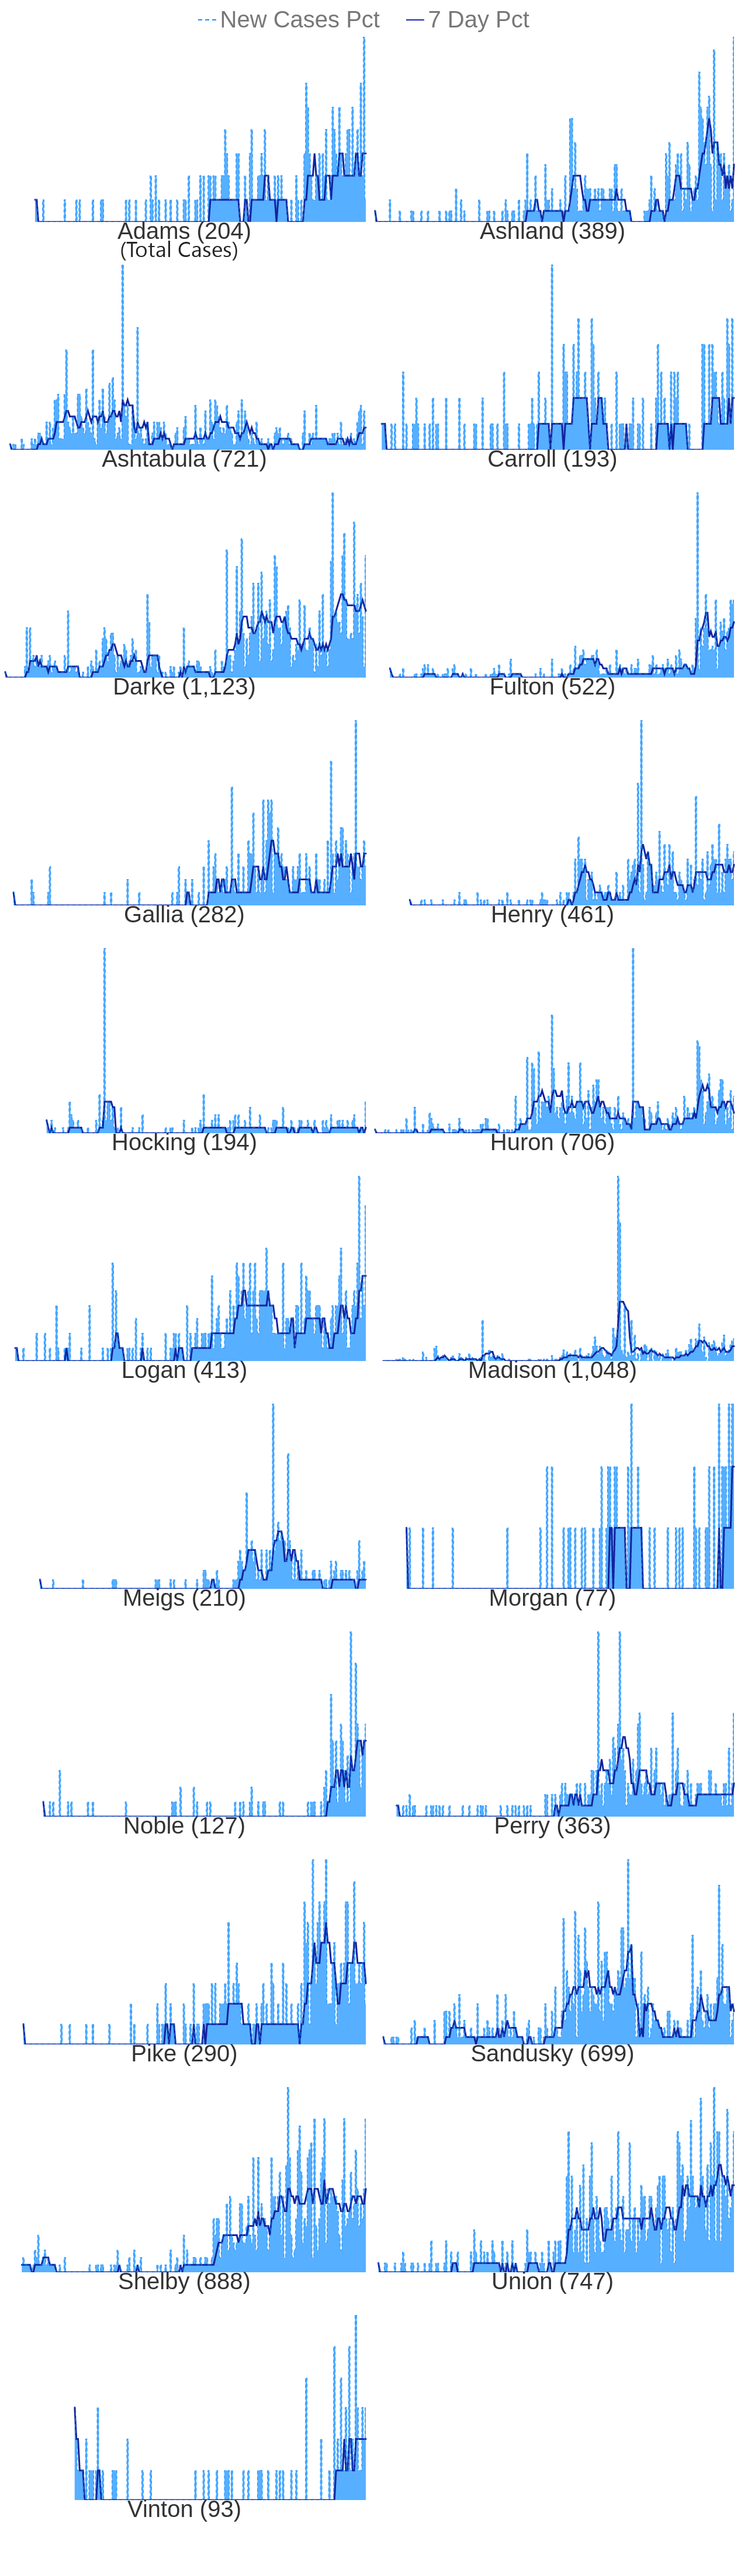 New Cases Pct 7 Day Pct
Adams (204) Ashland (389)
(Total Cases)
Ashtabula (721) Carroll (193)
Darke (1,123) Fulton (522)
Gallia (282) Henry (461)
Hocking (194) Huron (706)
Logan (413) Madison (1,048)
Meigs (210) Morgan (77)
Noble (127) Perry (363)
Pike (290) Sandusky (699)
Shelby (888) Union (747)
Vinton (93)